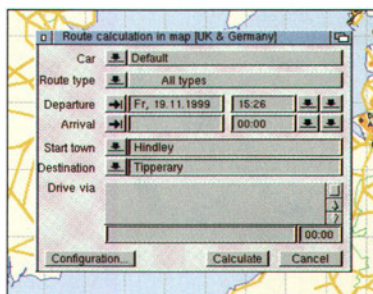 Route calculation in map [UK & Germany]
Car Default
Route type All types
Departure Fr, 19.11.1999 15:26
Arrival 00:00
Start town Hindley
Destination Tipperary
Drive via
00:00
Configuration... Calculate Cancel